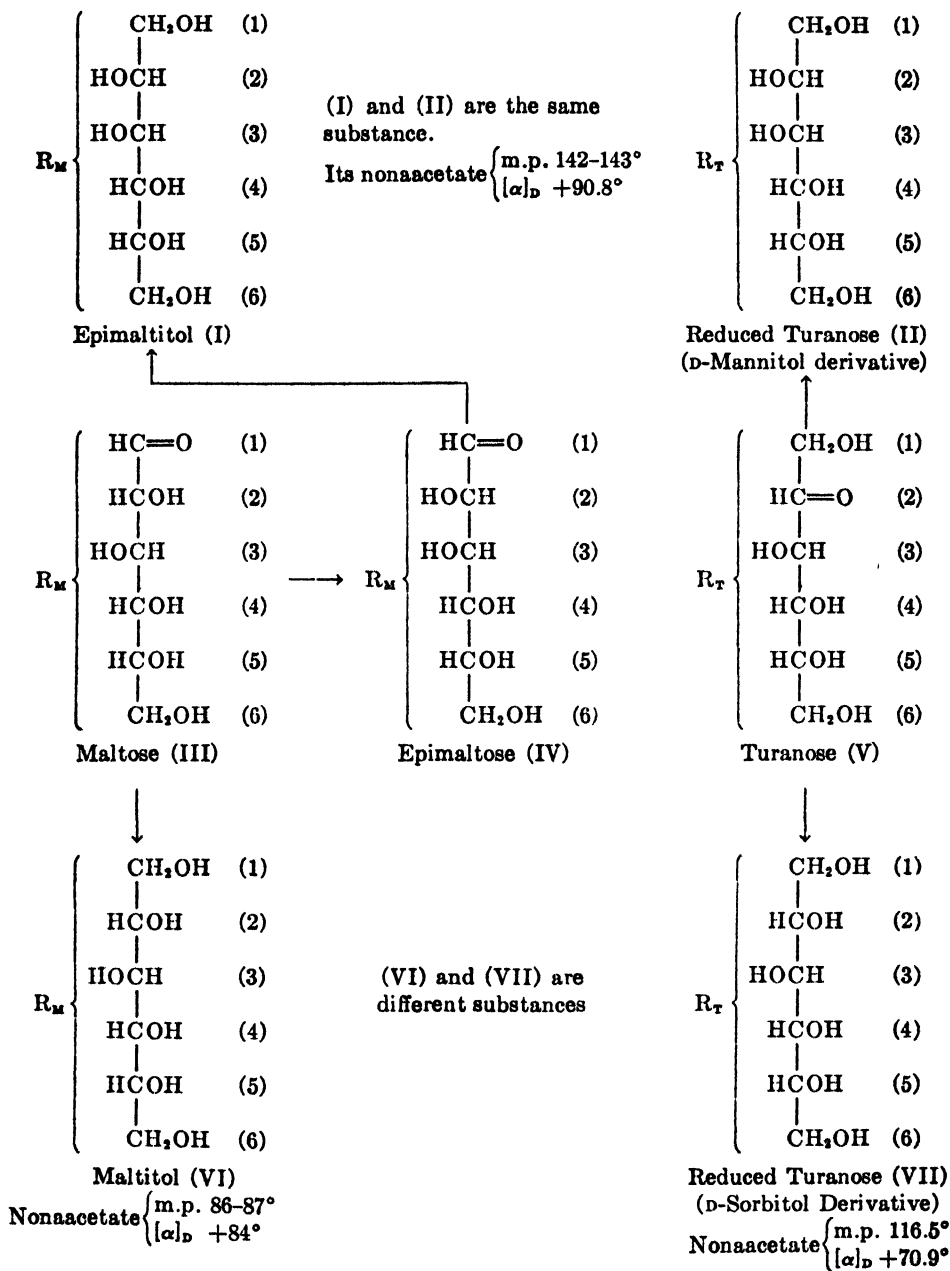 CH₂OH (1)
HOCH (2)
HOCH (3)
R_M
HCOH (4)
HCOH (5)
CH₂OH (6)
Epimaltitol (I)
(I) and (II) are the same
substance.
Its nonaacetate { m.p. 142–143°
[α]_D +90.8°
CH₂OH (1)
HOCH (2)
HOCH (3)
R_T
HCOH (4)
HCOH (5)
CH₂OH (6)
Reduced Turanose (II)
(D-Mannitol derivative)
HC=O (1)
HCOH (2)
HOCH (3)
R_M
HCOH (4)
HCOH (5)
CH₂OH (6)
Maltose (III)
HC=O (1)
HOCH (2)
HOCH (3)
R_M
HCOH (4)
HCOH (5)
CH₂OH (6)
Epimaltose (IV)
CH₂OH (1)
HC=O (2)
HOCH (3)
R_T
HCOH (4)
HCOH (5)
CH₂OH (6)
Turanose (V)
CH₂OH (1)
HCOH (2)
HOCH (3)
R_M
HCOH (4)
HCOH (5)
CH₂OH (6)
Maltitol (VI)
Nonaacetate { m.p. 86–87°
[α]_D +84°
(VI) and (VII) are
different substances
CH₂OH (1)
HCOH (2)
HOCH (3)
R_T
HCOH (4)
HCOH (5)
CH₂OH (6)
Reduced Turanose (VII)
(D-Sorbitol Derivative)
Nonaacetate { m.p. 116.5°
[α]_D +70.9°